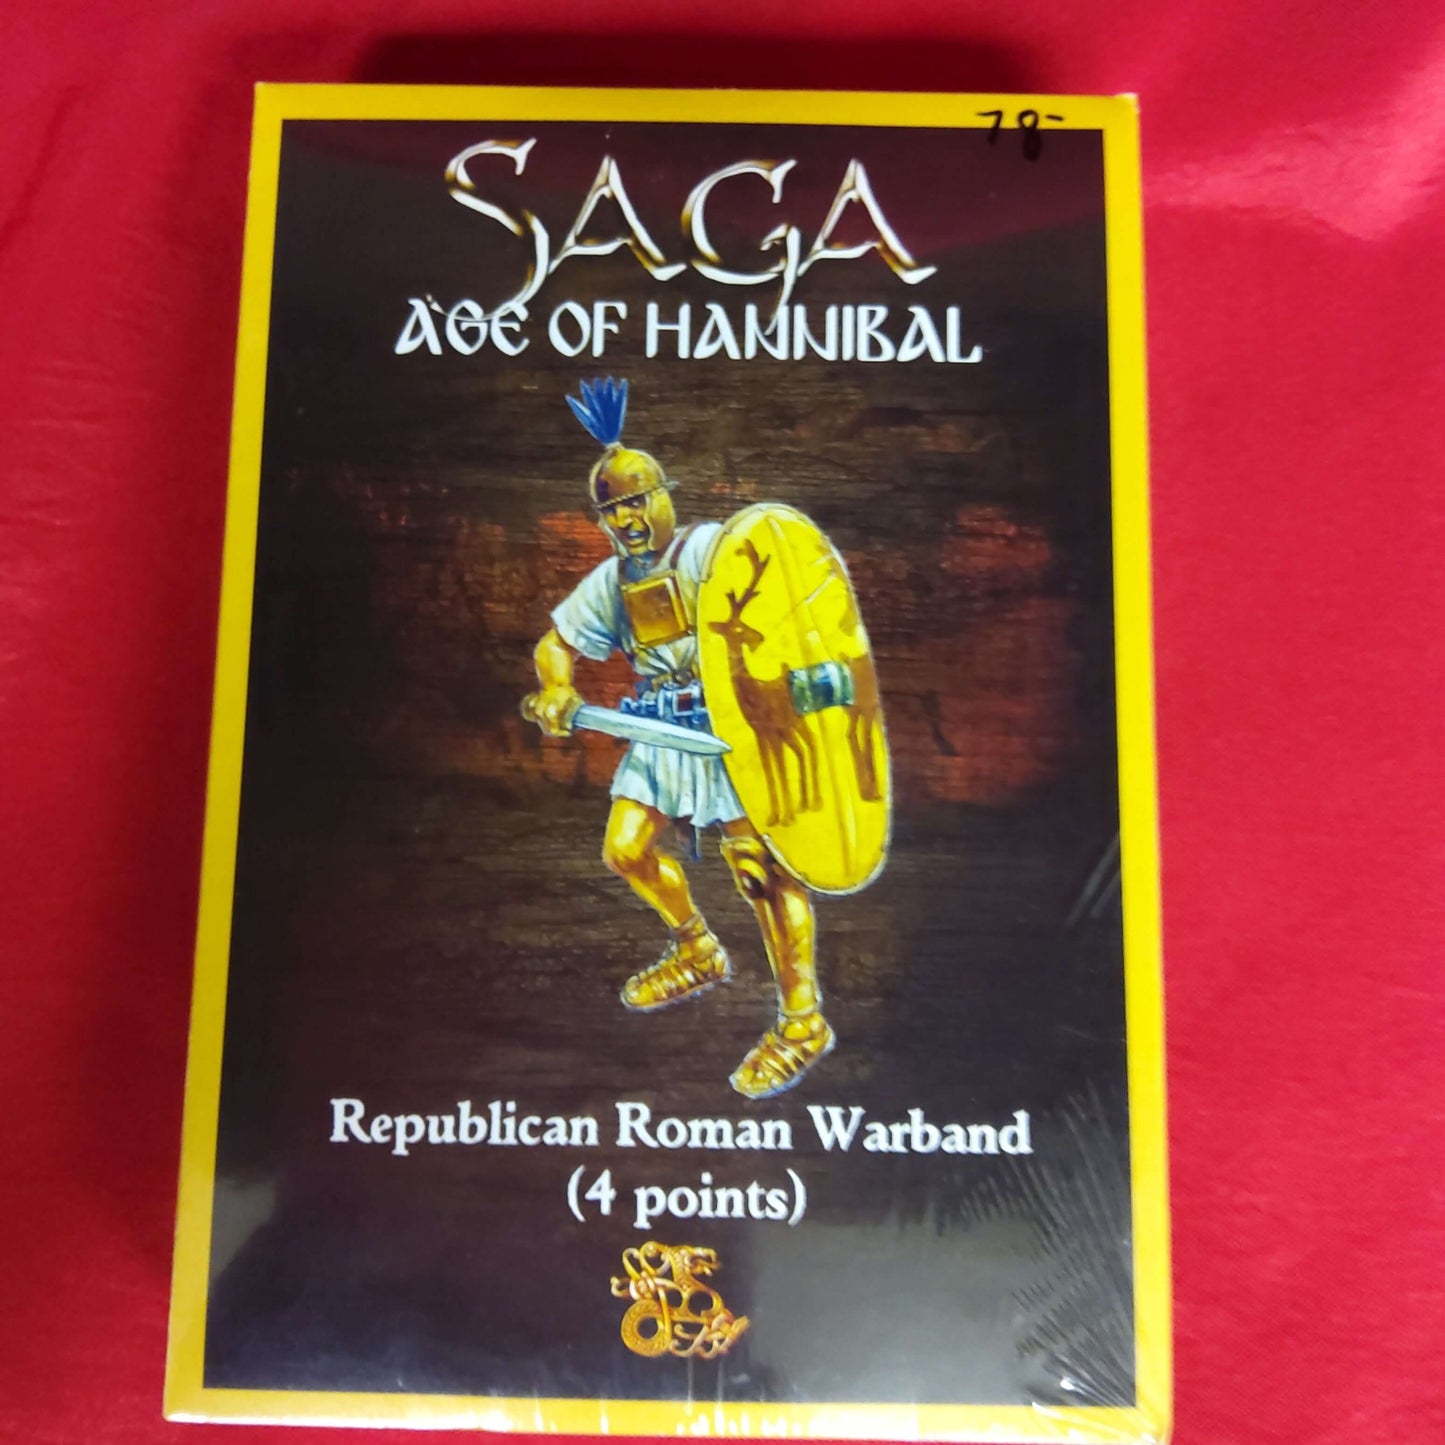 78-
SAGA
AGE OF HANNIBAL
Republican Roman Warband
(4 points)